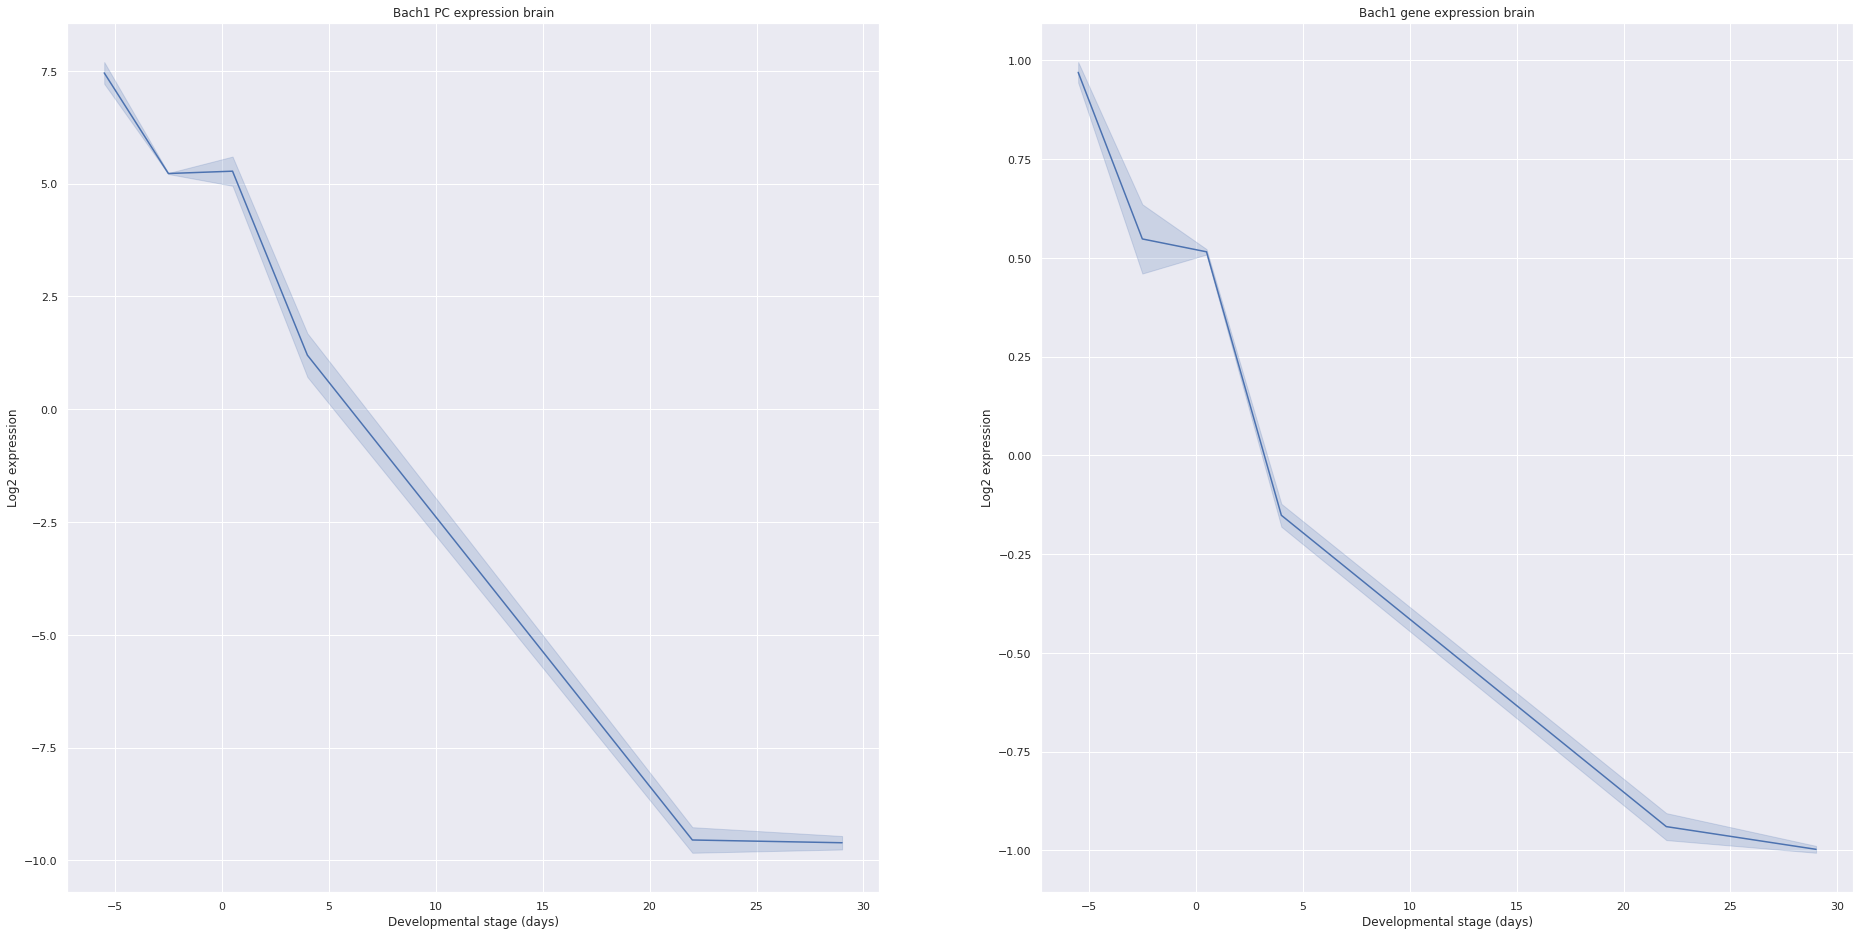 Bach1 PC expression brain
Log2 expression
7.5
5.0
2.5
0.0
−2.5
−5.0
−7.5
−10.0
−5 0 5 10 15 20 25 30
Developmental stage (days)
Bach1 gene expression brain
Log2 expression
1.00
0.75
0.50
0.25
0.00
−0.25
−0.50
−0.75
−1.00
−5 0 5 10 15 20 25 30
Developmental stage (days)